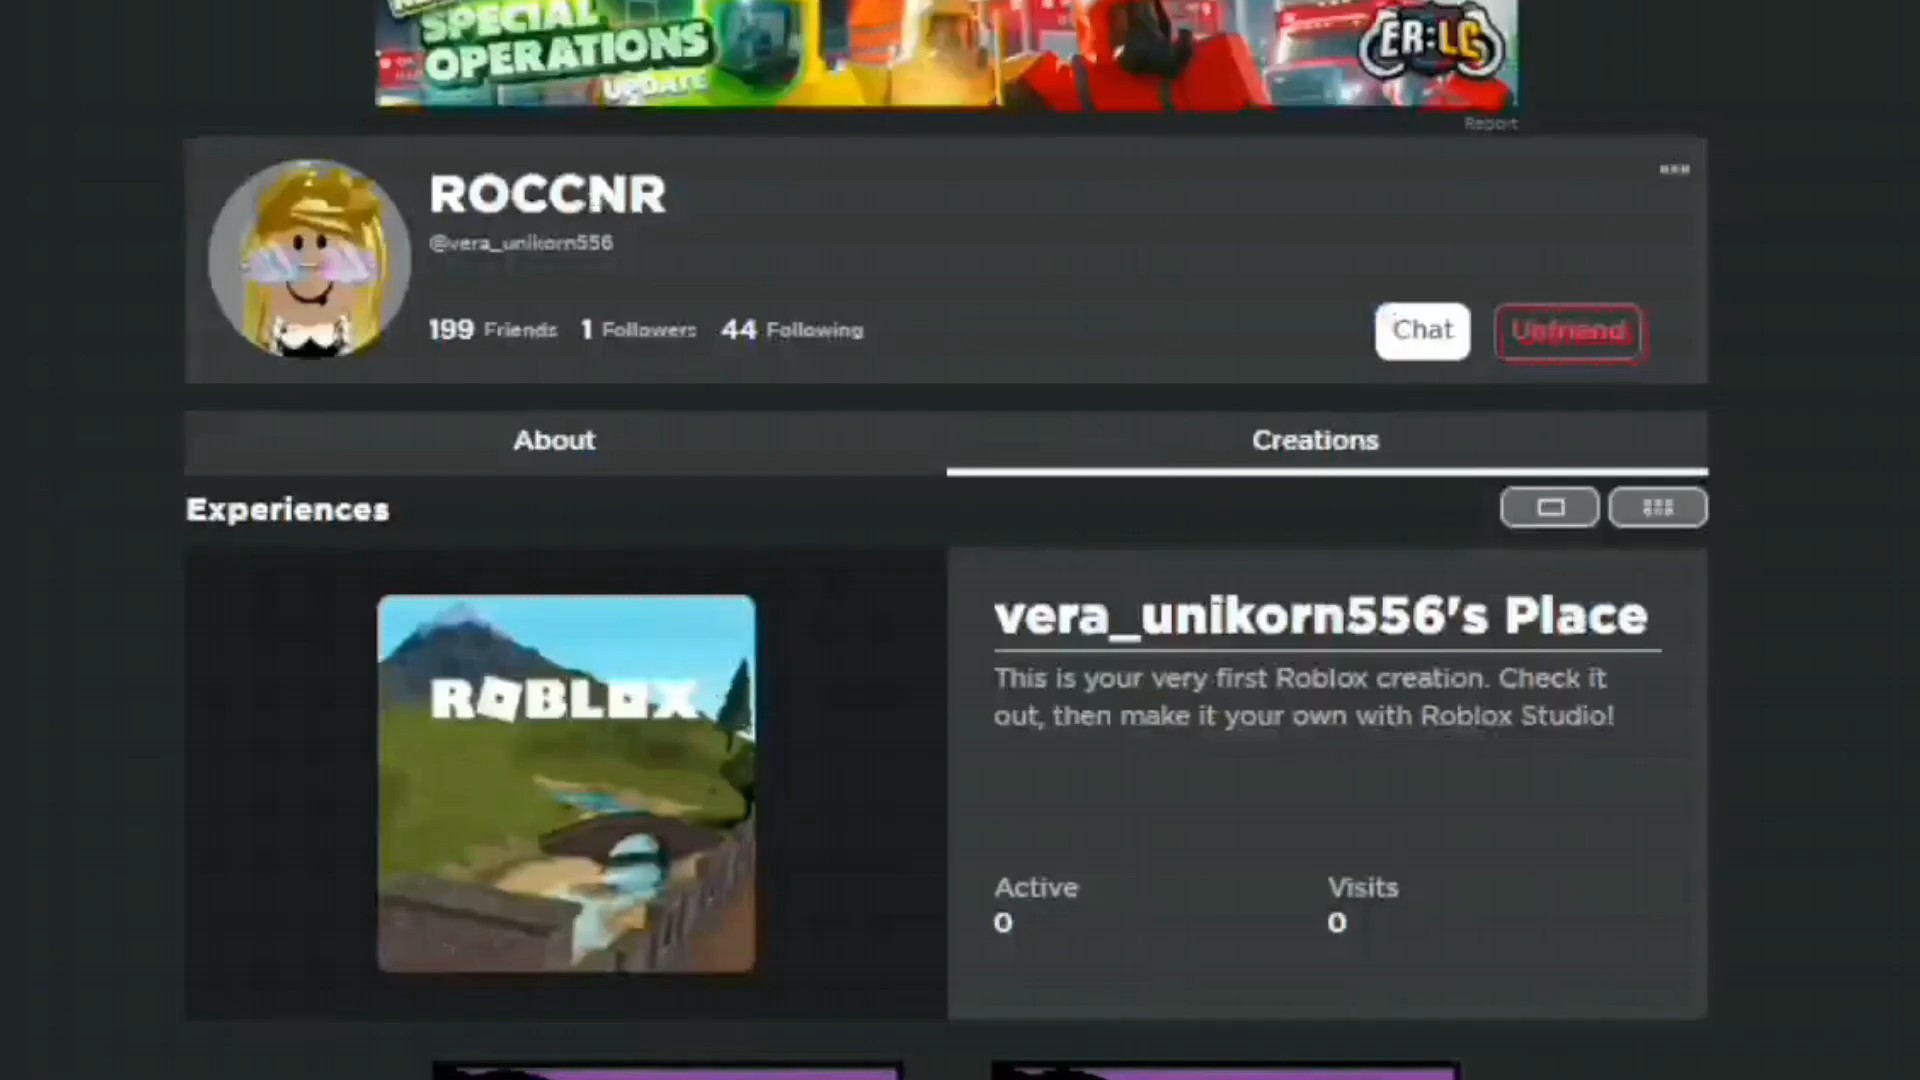 SPECIAL
OPERATIONS
UPDATE
ER:LC
Report
ROCCNR
@vera_unikorn556
199 Friends 1 Followers 44 Following
Chat
Unfriend
About
Creations
Experiences
ROBLOX
vera_unikorn556's Place
This is your very first Roblox creation. Check it
out, then make it your own with Roblox Studio!
Active
Visits
0
0